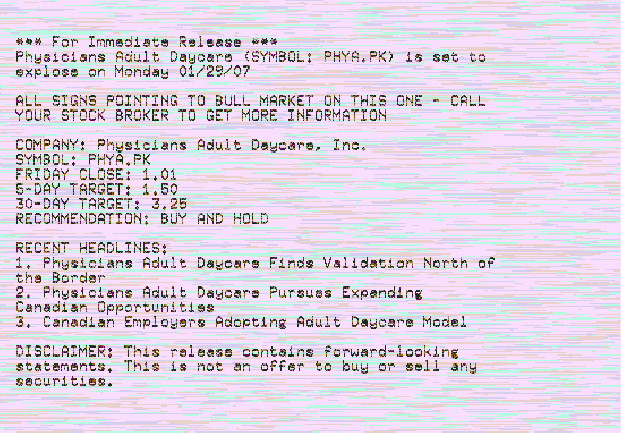 *** For Immediate Release ***
Physicians Adult Daycare (SYMBOL: PHYA.PK) is set to
explose on Monday 01/29/07
ALL SIGNS POINTING TO BULL MARKET ON THIS ONE - CALL
YOUR STOCK BROKER TO GET MORE INFORMATION
COMPANY: Physicians Adult Daycare, Inc.
SYMBOL: PHYA.PK
FRIDAY CLOSE: 1.01
5-DAY TARGET: 1.50
30-DAY TARGET: 3.25
RECOMMENDATION: BUY AND HOLD
RECENT HEADLINES:
1. Physicians Adult Daycare Finds Validation North of
the Border
2. Physicians Adult Daycare Pursues Expanding
Canadian Opportunities
3. Canadian Employers Adopting Adult Daycare Model
DISCLAIMER: This release contains forward-looking
statements. This is not an offer to buy or sell any
securities.